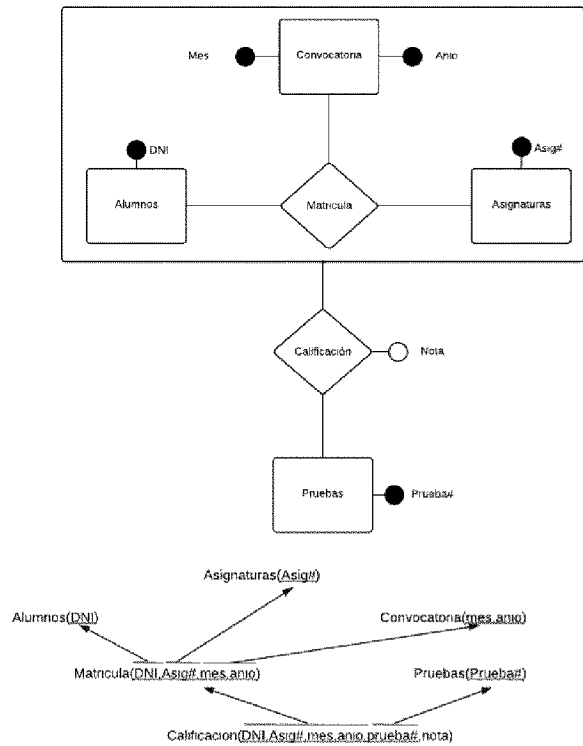 Mes
Convocatoria
Anio
DNI
Asig#
Alumnos
Matricula
Asignaturas
Calificación
Nota
Pruebas
Prueba#
Asignaturas(Asig#)
Alumnos(DNI)
Convocatoria(mes,anio)
Matricula(DNI,Asig#,mes,anio)
Pruebas(Prueba#)
Calificacion(DNI,Asig#,mes,anio,prueba#,nota)